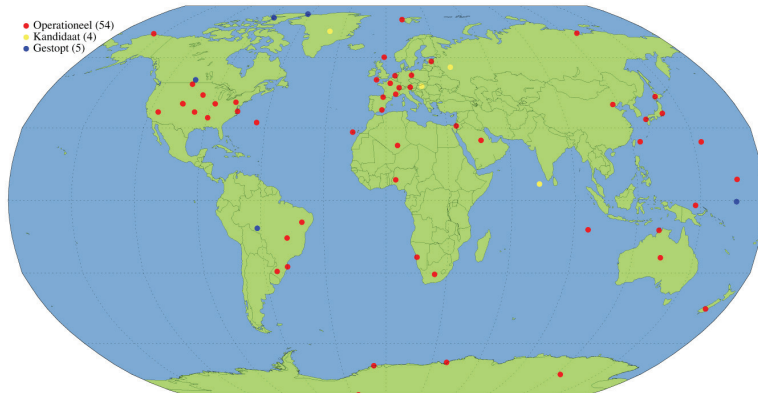 Operationeel (54)
Kandidaat (4)
Gestopt (5)